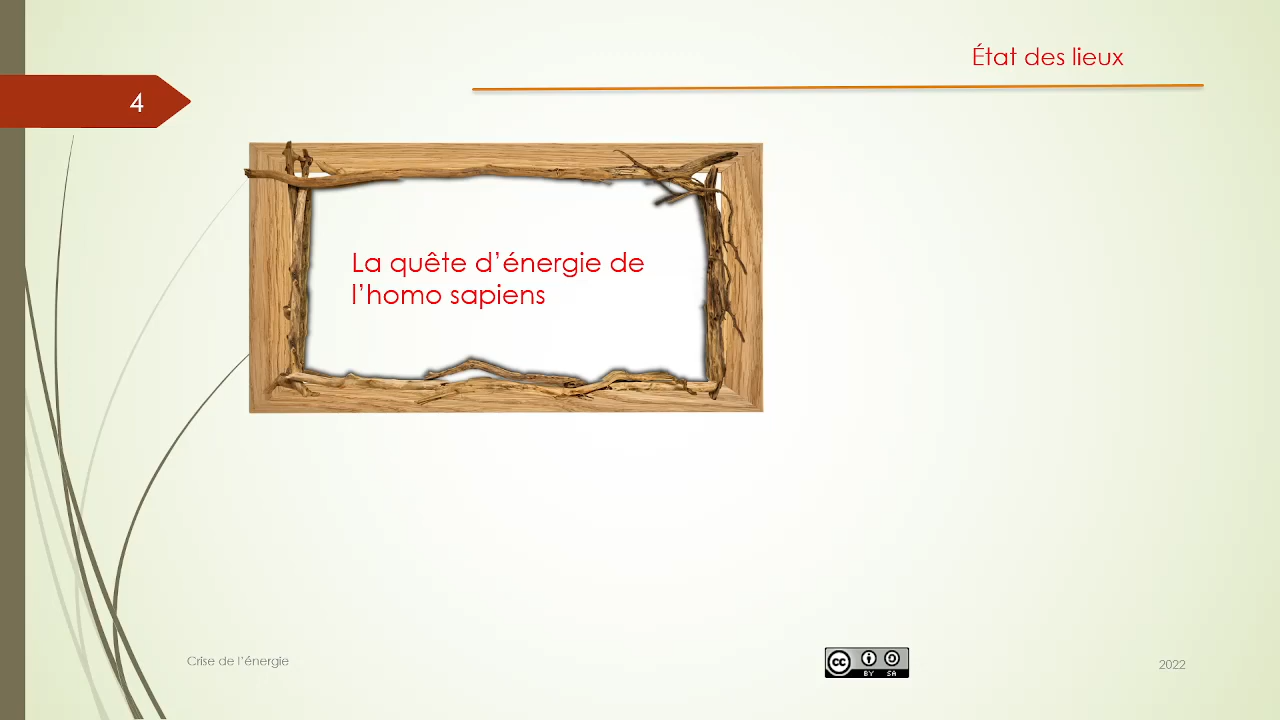 État des lieux
4
La quête d’énergie de
l’homo sapiens
Crise de l’énergie
cc
BY SA
2022